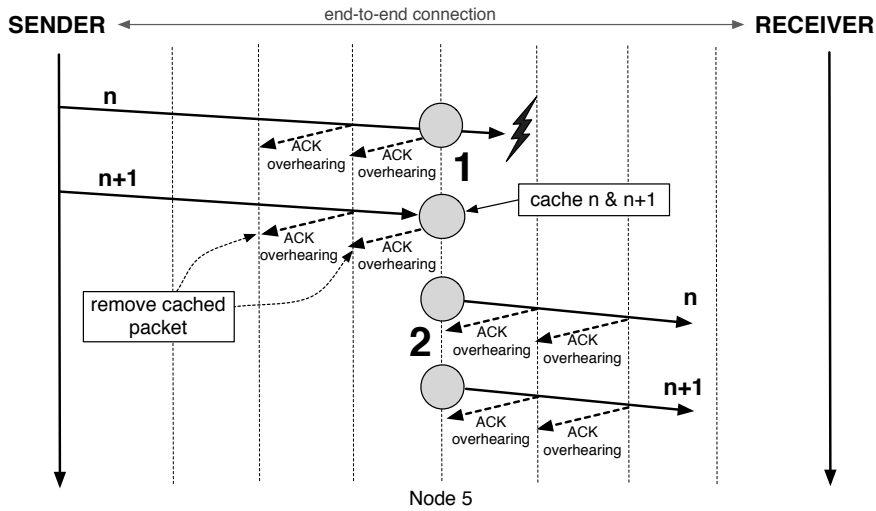 end-to-end connection
SENDER
RECEIVER
n
ACK
overhearing
ACK
overhearing
1
n+1
cache n & n+1
ACK
overhearing
ACK
overhearing
remove cached
packet
n
2
ACK
overhearing
ACK
overhearing
n+1
ACK
overhearing
ACK
overhearing
Node 5